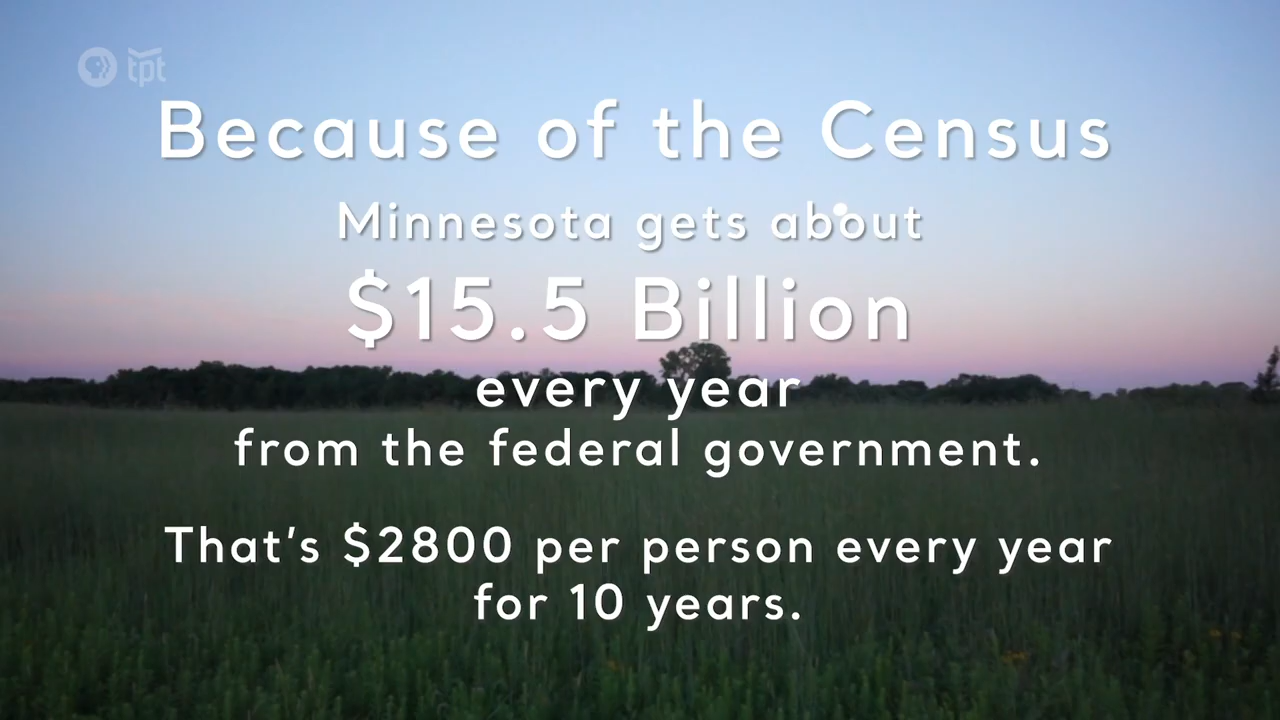 tpt
Because of the Census
Minnesota gets about
$15.5 Billion
every year
from the federal government.
That's $2800 per person every year
for 10 years.